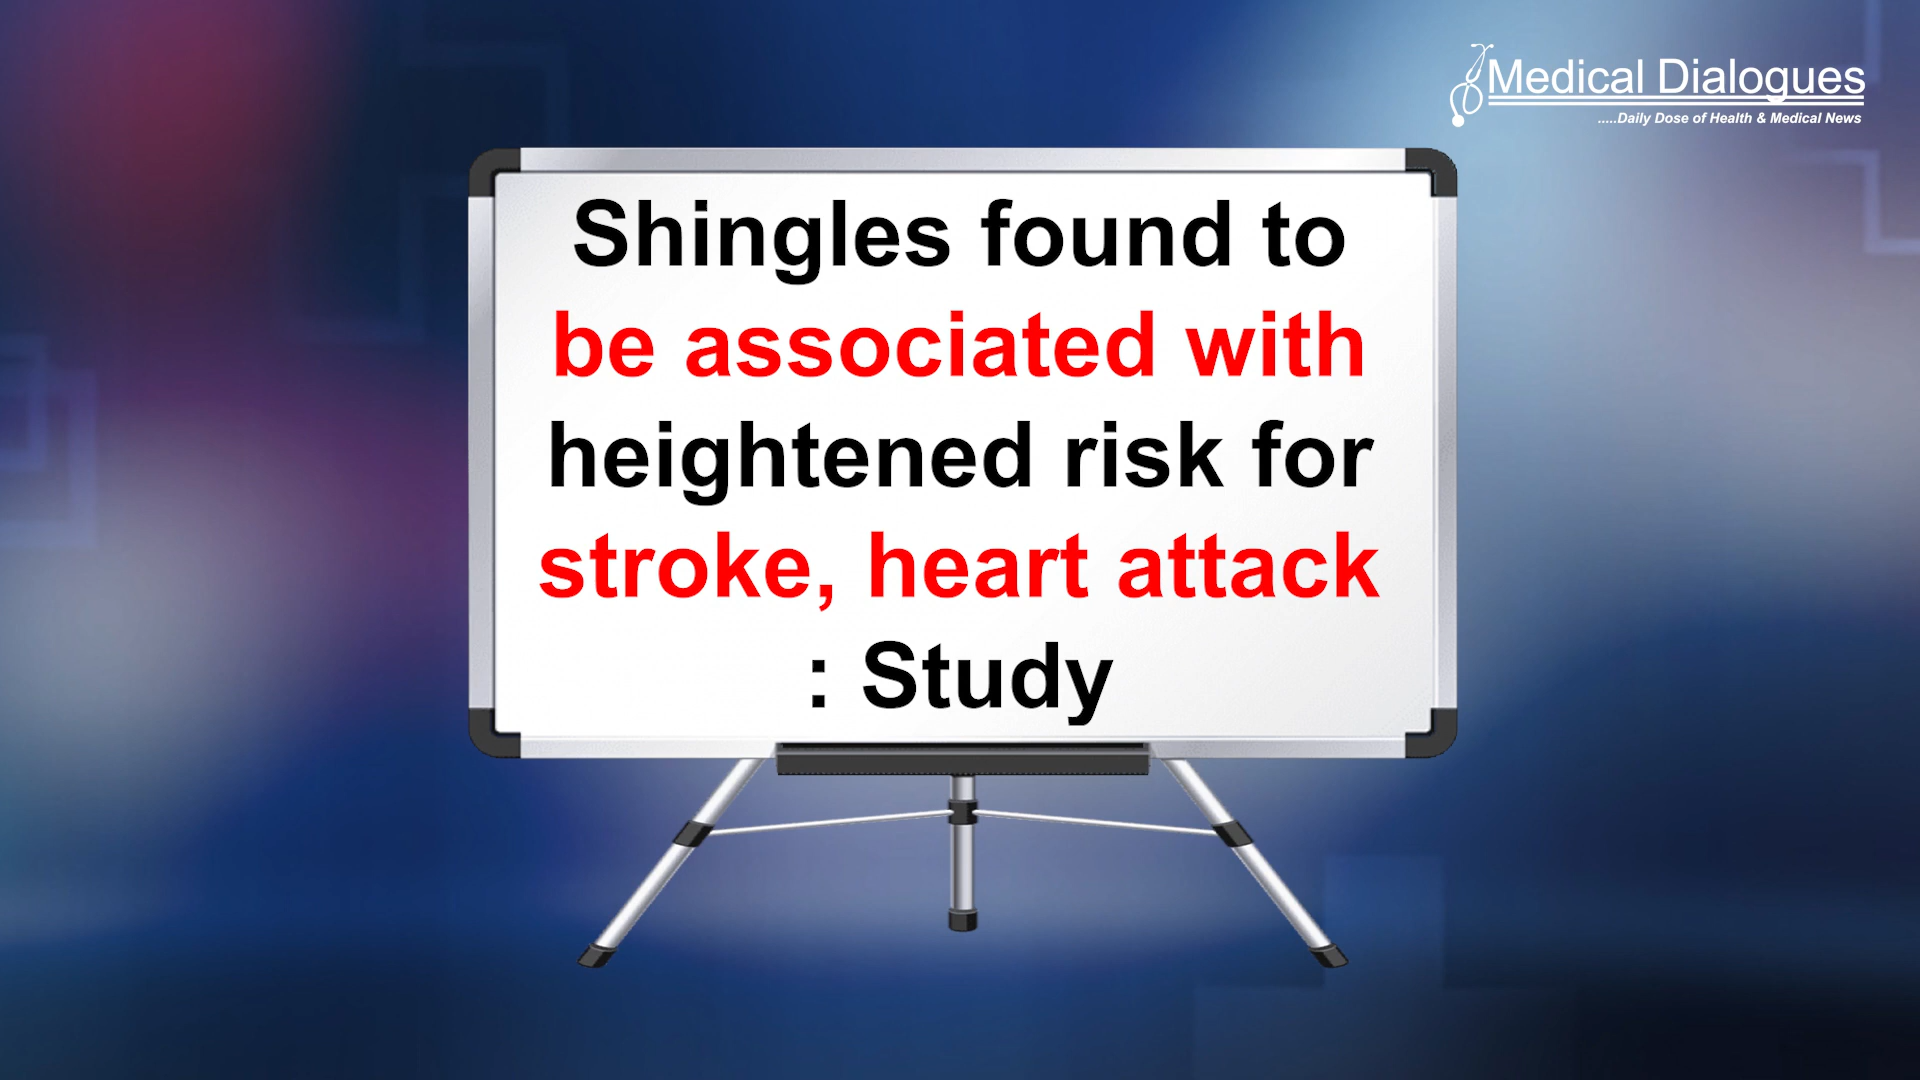 Medical Dialogues
.....Daily Dose of Health & Medical News
Shingles found to
be associated with
heightened risk for
stroke, heart attack
: Study